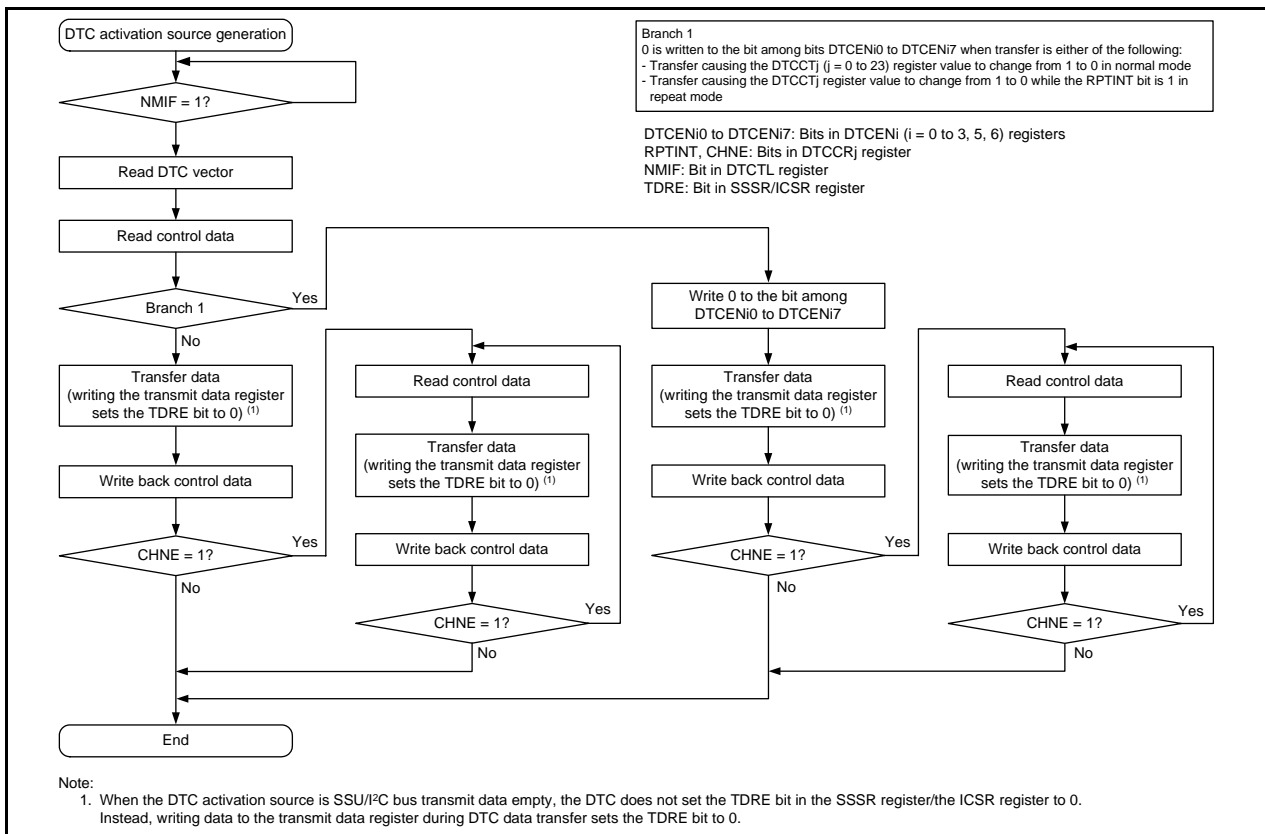 DTC activation source generation
NMIF = 1?
Read DTC vector
Read control data
Branch 1
Yes
No
Transfer data
(writing the transmit data register
sets the TDRE bit to 0) (1)
Write back control data
CHNE = 1?
Yes
No
Read control data
Transfer data
(writing the transmit data register
sets the TDRE bit to 0) (1)
Write back control data
CHNE = 1?
Yes
No
End
Branch 1
0 is written to the bit among bits DTCENi0 to DTCENi7 when transfer is either of the following:
- Transfer causing the DTCCTj (j = 0 to 23) register value to change from 1 to 0 in normal mode
- Transfer causing the DTCCTj register value to change from 1 to 0 while the RPTINT bit is 1 in
repeat mode
DTCENi0 to DTCENi7: Bits in DTCENi (i = 0 to 3, 5, 6) registers
RPTINT, CHNE: Bits in DTCCRj register
NMIF: Bit in DTCTL register
TDRE: Bit in SSSR/ICSR register
Write 0 to the bit among
DTCENi0 to DTCENi7
Transfer data
(writing the transmit data register
sets the TDRE bit to 0) (1)
Write back control data
CHNE = 1?
Yes
No
Read control data
Transfer data
(writing the transmit data register
sets the TDRE bit to 0) (1)
Write back control data
CHNE = 1?
Yes
No
Note:
1. When the DTC activation source is SSU/I²C bus transmit data empty, the DTC does not set the TDRE bit in the SSSR register/the ICSR register to 0.
Instead, writing data to the transmit data register during DTC data transfer sets the TDRE bit to 0.